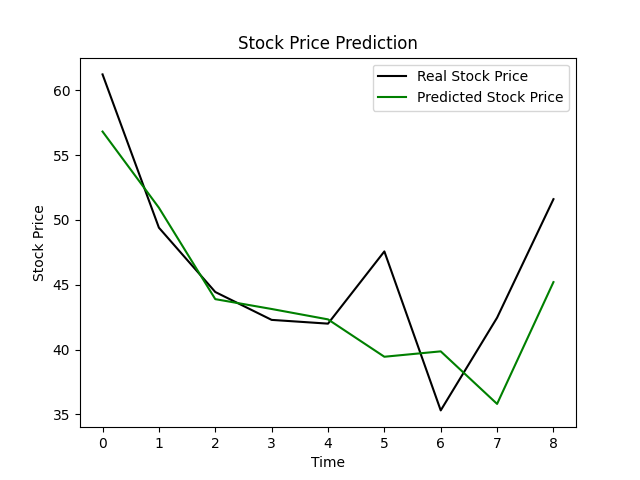 Stock Price Prediction
Real Stock Price
Predicted Stock Price
Stock Price
60
55
50
45
40
35
0 1 2 3 4 5 6 7 8
Time